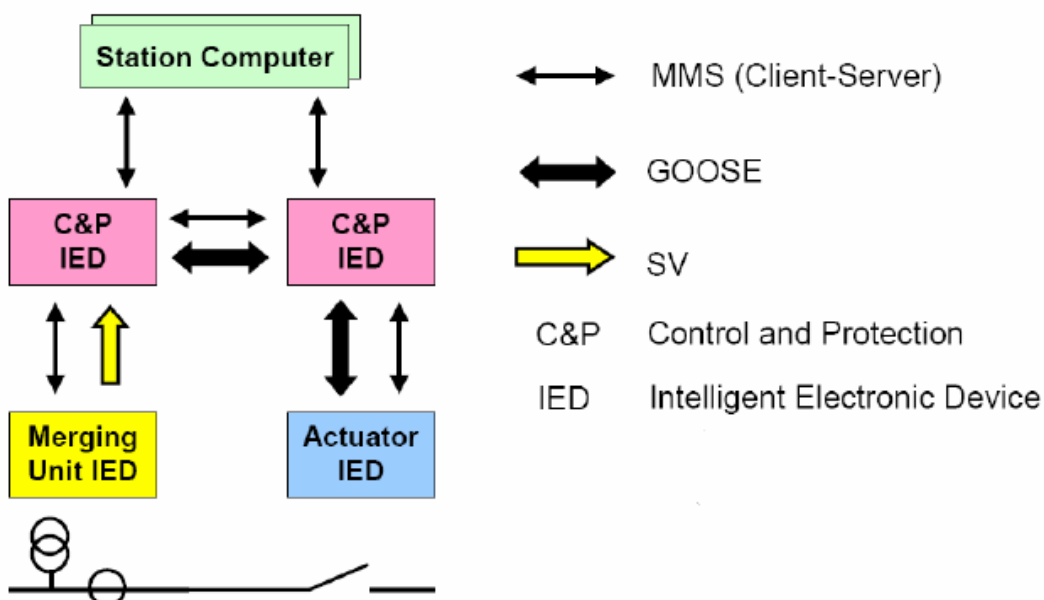 Station Computer
C&P
IED
C&P
IED
Merging
Unit IED
Actuator
IED
MMS (Client-Server)
GOOSE
SV
C&P Control and Protection
IED Intelligent Electronic Device